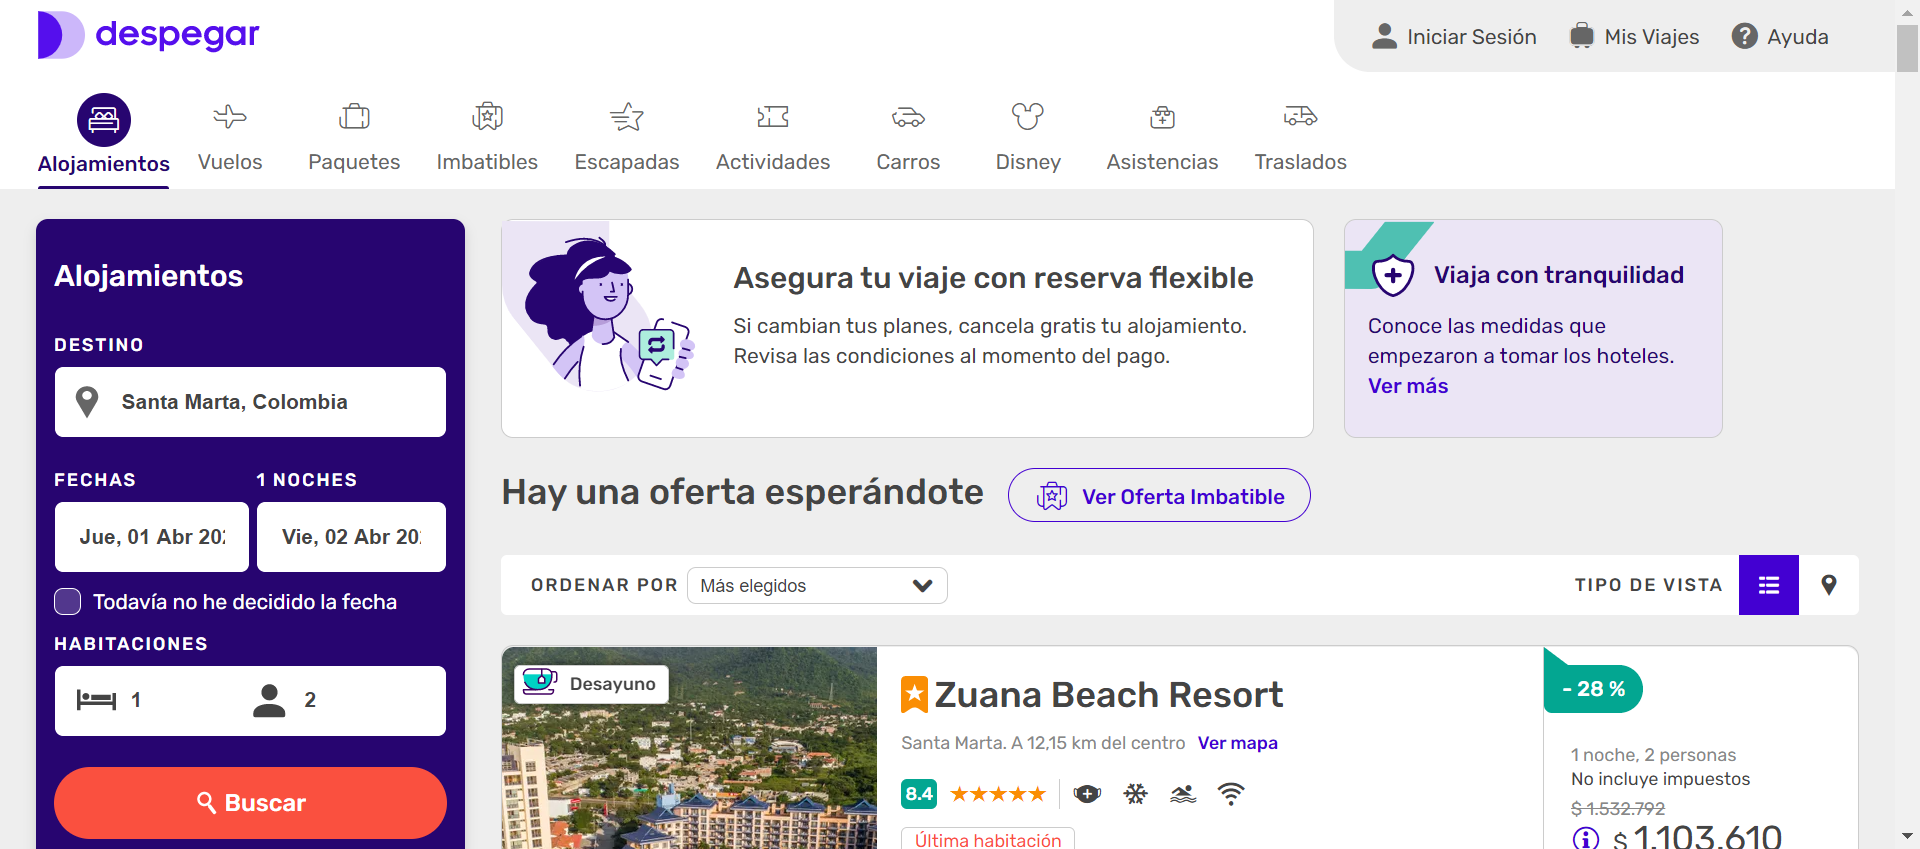 despegar
Iniciar Sesión
Mis Viajes
Ayuda
Alojamientos
Vuelos
Paquetes
Imbatibles
Escapadas
Actividades
Carros
Disney
Asistencias
Traslados
Alojamientos
DESTINO
Santa Marta, Colombia
FECHAS
1 NOCHES
Jue, 01 Abr 202
Vie, 02 Abr 20
Todavía no he decidido la fecha
HABITACIONES
1
2
Buscar
Asegura tu viaje con reserva flexible
Si cambian tus planes, cancela gratis tu alojamiento.
Revisa las condiciones al momento del pago.
Viaja con tranquilidad
Conoce las medidas que
empezaron a tomar los hoteles.
Ver más
Hay una oferta esperándote
Ver Oferta Imbatible
ORDENAR POR
Más elegidos
TIPO DE VISTA
Desayuno
Zuana Beach Resort
Santa Marta. A 12,15 km del centro Ver mapa
8.4
Última habitación
- 28 %
1 noche, 2 personas
No incluye impuestos
$ 1.532.792
$ 1.103.610